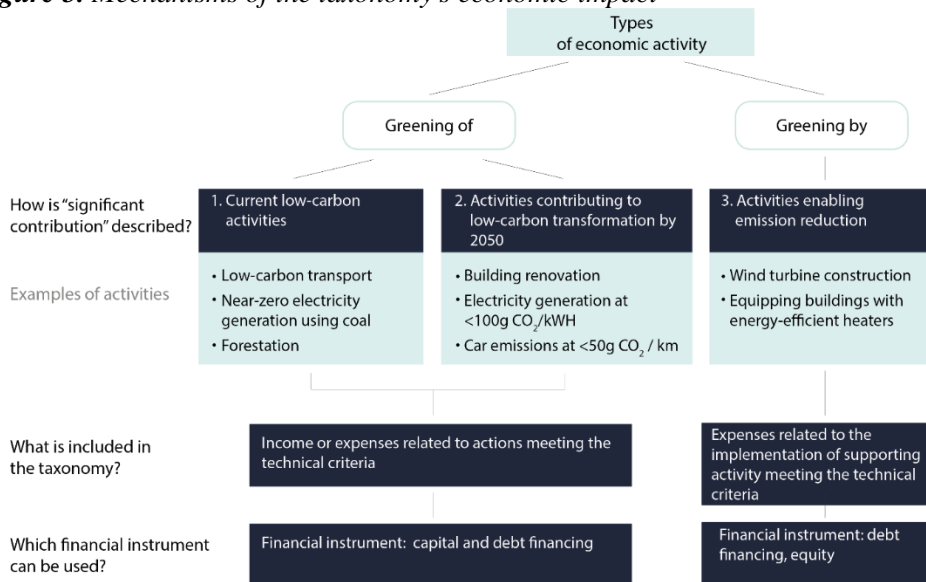 Figure 3. Mechanisms of the taxonomy's economic impact
Types
of economic activity
Greening of
Greening by
How is “significant
contribution” described?
1. Current low-carbon
activities
2. Activities contributing to
low-carbon transformation by
2050
3. Activities enabling
emission reduction
Examples of activities
• Low-carbon transport
• Near-zero electricity
generation using coal
• Forestation
• Building renovation
• Electricity generation at
<100g CO₂/kWH
• Car emissions at <50g CO₂ / km
• Wind turbine construction
• Equipping buildings with
energy-efficient heaters
What is included in
the taxonomy?
Income or expenses related to actions meeting the
technical criteria
Expenses related to the
implementation of supporting
activity meeting the technical
criteria
Which financial instrument
can be used?
Financial instrument: capital and debt financing
Financial instrument: debt
financing, equity